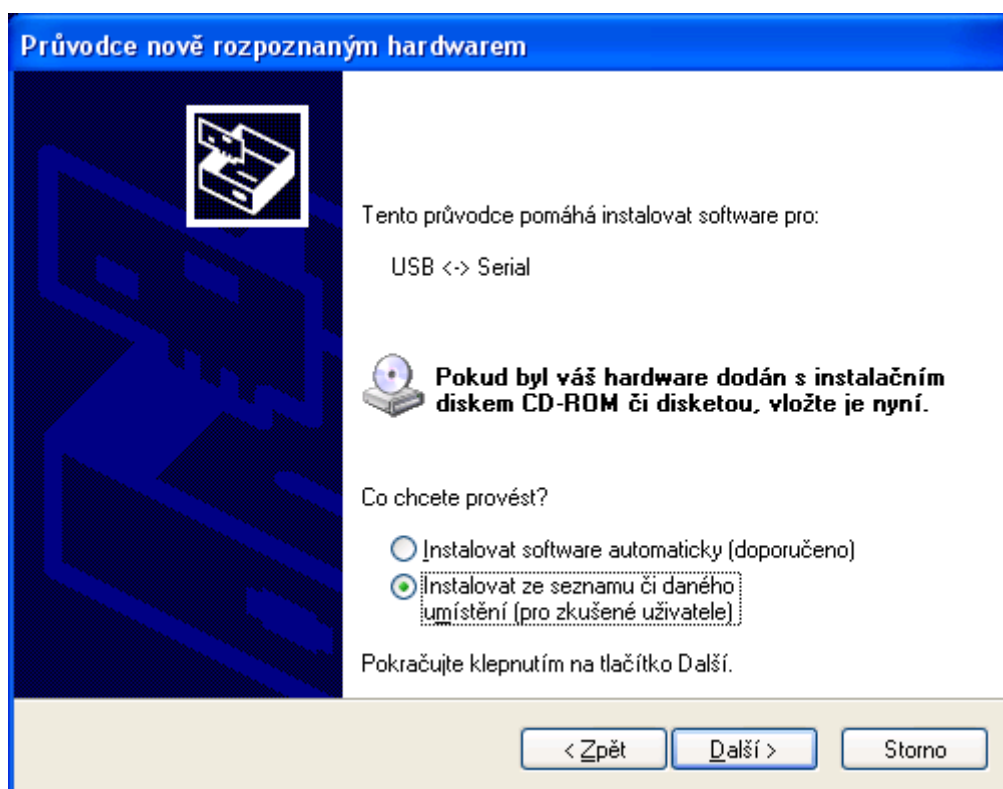 Průvodce nově rozpoznaným hardwarem
Tento průvodce pomáhá instalovat software pro:
USB <-> Serial
Pokud byl váš hardware dodán s instalačním
diskem CD-ROM či disketou, vložte je nyní.
Co chcete provést?
Instalovat software automaticky (doporučeno)
Instalovat ze seznamu či daného
umístění (pro zkušené uživatele)
Pokračujte klepnutím na tlačítko Další.
< Zpět
Další >
Storno